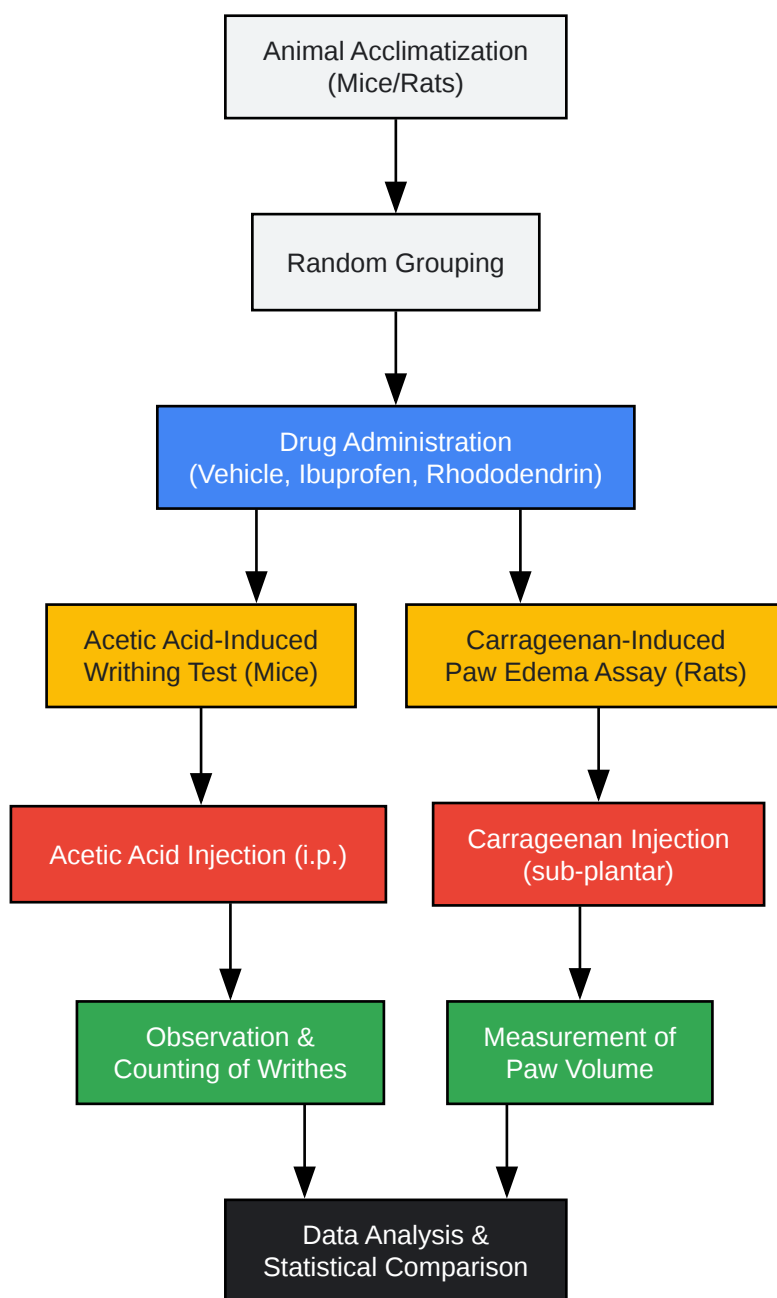 Animal Acclimatization
(Mice/Rats)
Random Grouping
Drug Administration
(Vehicle, Ibuprofen, Rhododendrin)
Acetic Acid-Induced
Writhing Test (Mice)
Carrageenan-Induced
Paw Edema Assay (Rats)
Acetic Acid Injection (i.p.)
Carrageenan Injection
(sub-plantar)
Observation &
Counting of Writhes
Measurement of
Paw Volume
Data Analysis &
Statistical Comparison